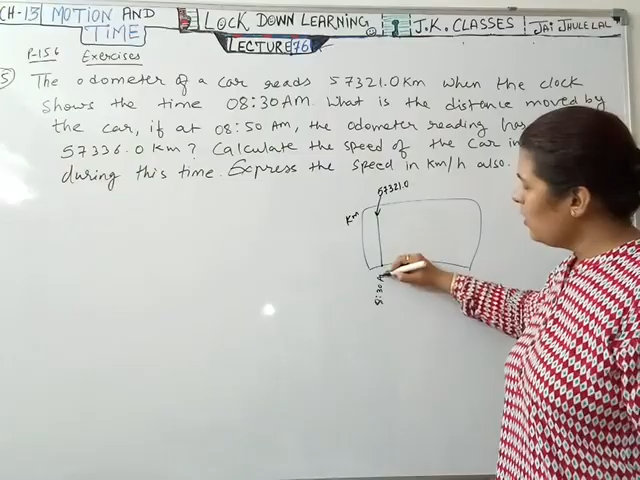 CH-13 MOTION AND TIME
LOCK DOWN LEARNING
LECTURE 76
J.K. CLASSES
JAI JHULE LAL
P-156 Exercises
5 The odometer of a car reads 57321.0 Km when the clock
shows the time 08:30 AM. What is the distance moved by
the car, if at 08:50 AM, the odometer reading has
57336.0 km? Calculate the speed of the car in
during this time. Express the speed in km/h also.
57321.0
Km